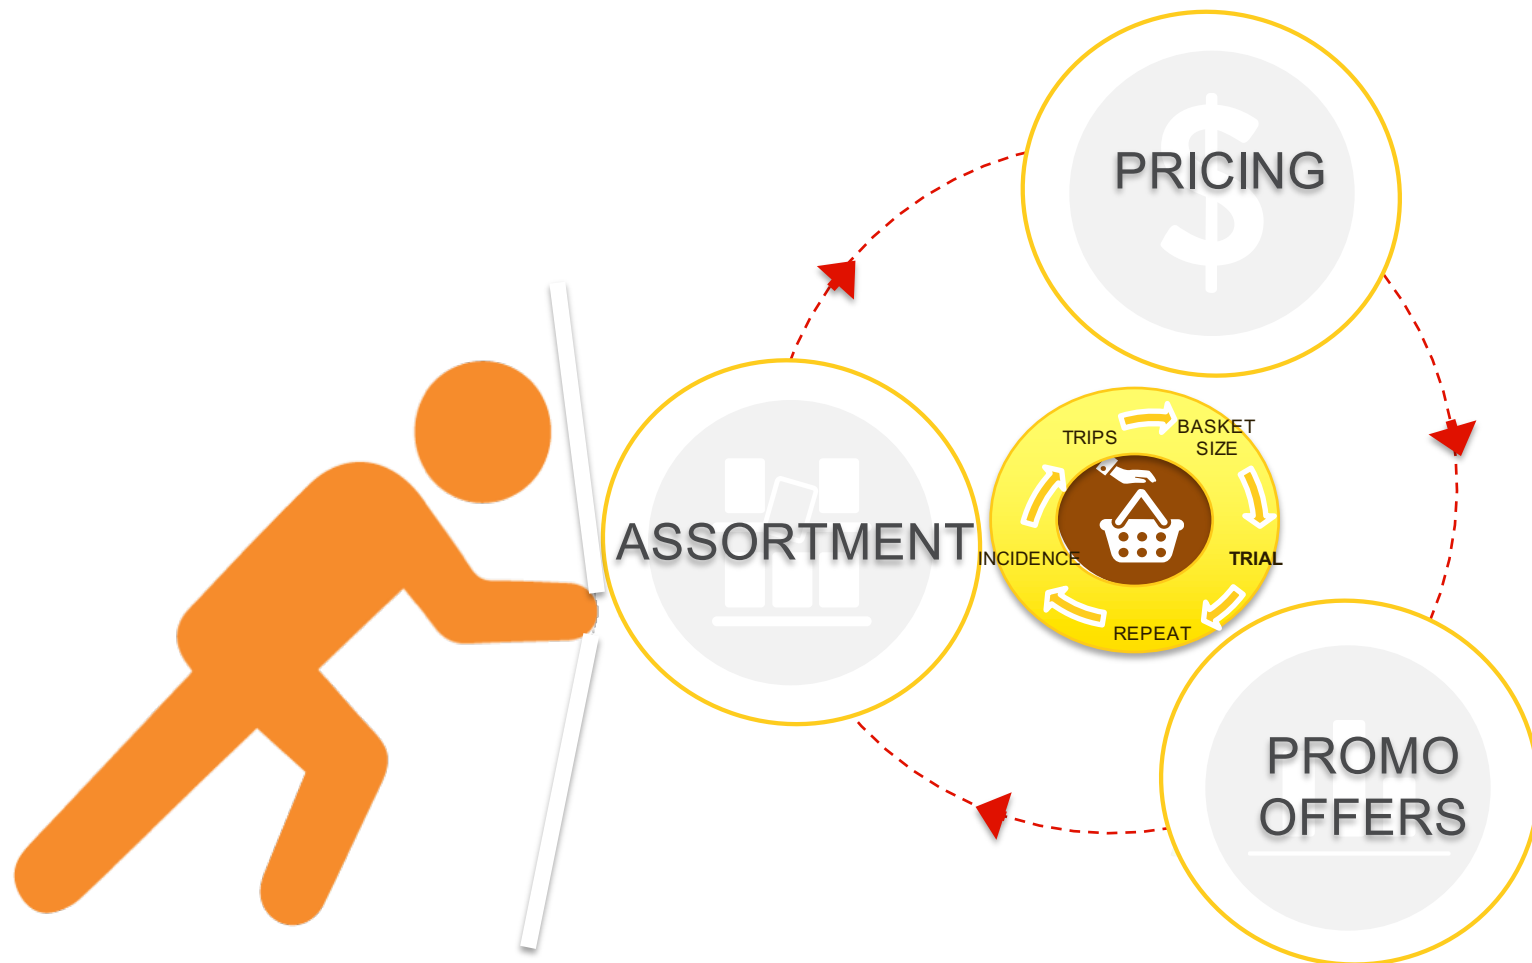 PRICING
TRIPS
BASKET
SIZE
ASSORTMENT
INCIDENCE
TRIAL
REPEAT
PROMO
OFFERS